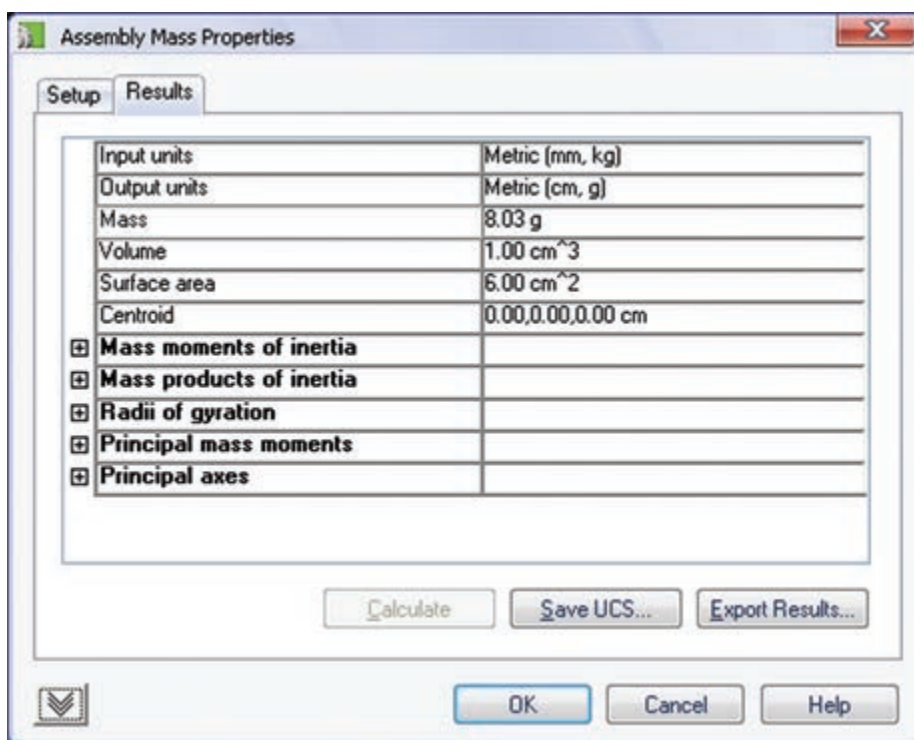 Assembly Mass Properties
Setup Results
Input units Metric (mm, kg)
Output units Metric (cm, g)
Mass 8.03 g
Volume 1.00 cm^3
Surface area 6.00 cm^2
Centroid 0.00,0.00,0.00 cm
Mass moments of inertia
Mass products of inertia
Radii of gyration
Principal mass moments
Principal axes
Calculate Save UCS... Export Results...
OK Cancel Help